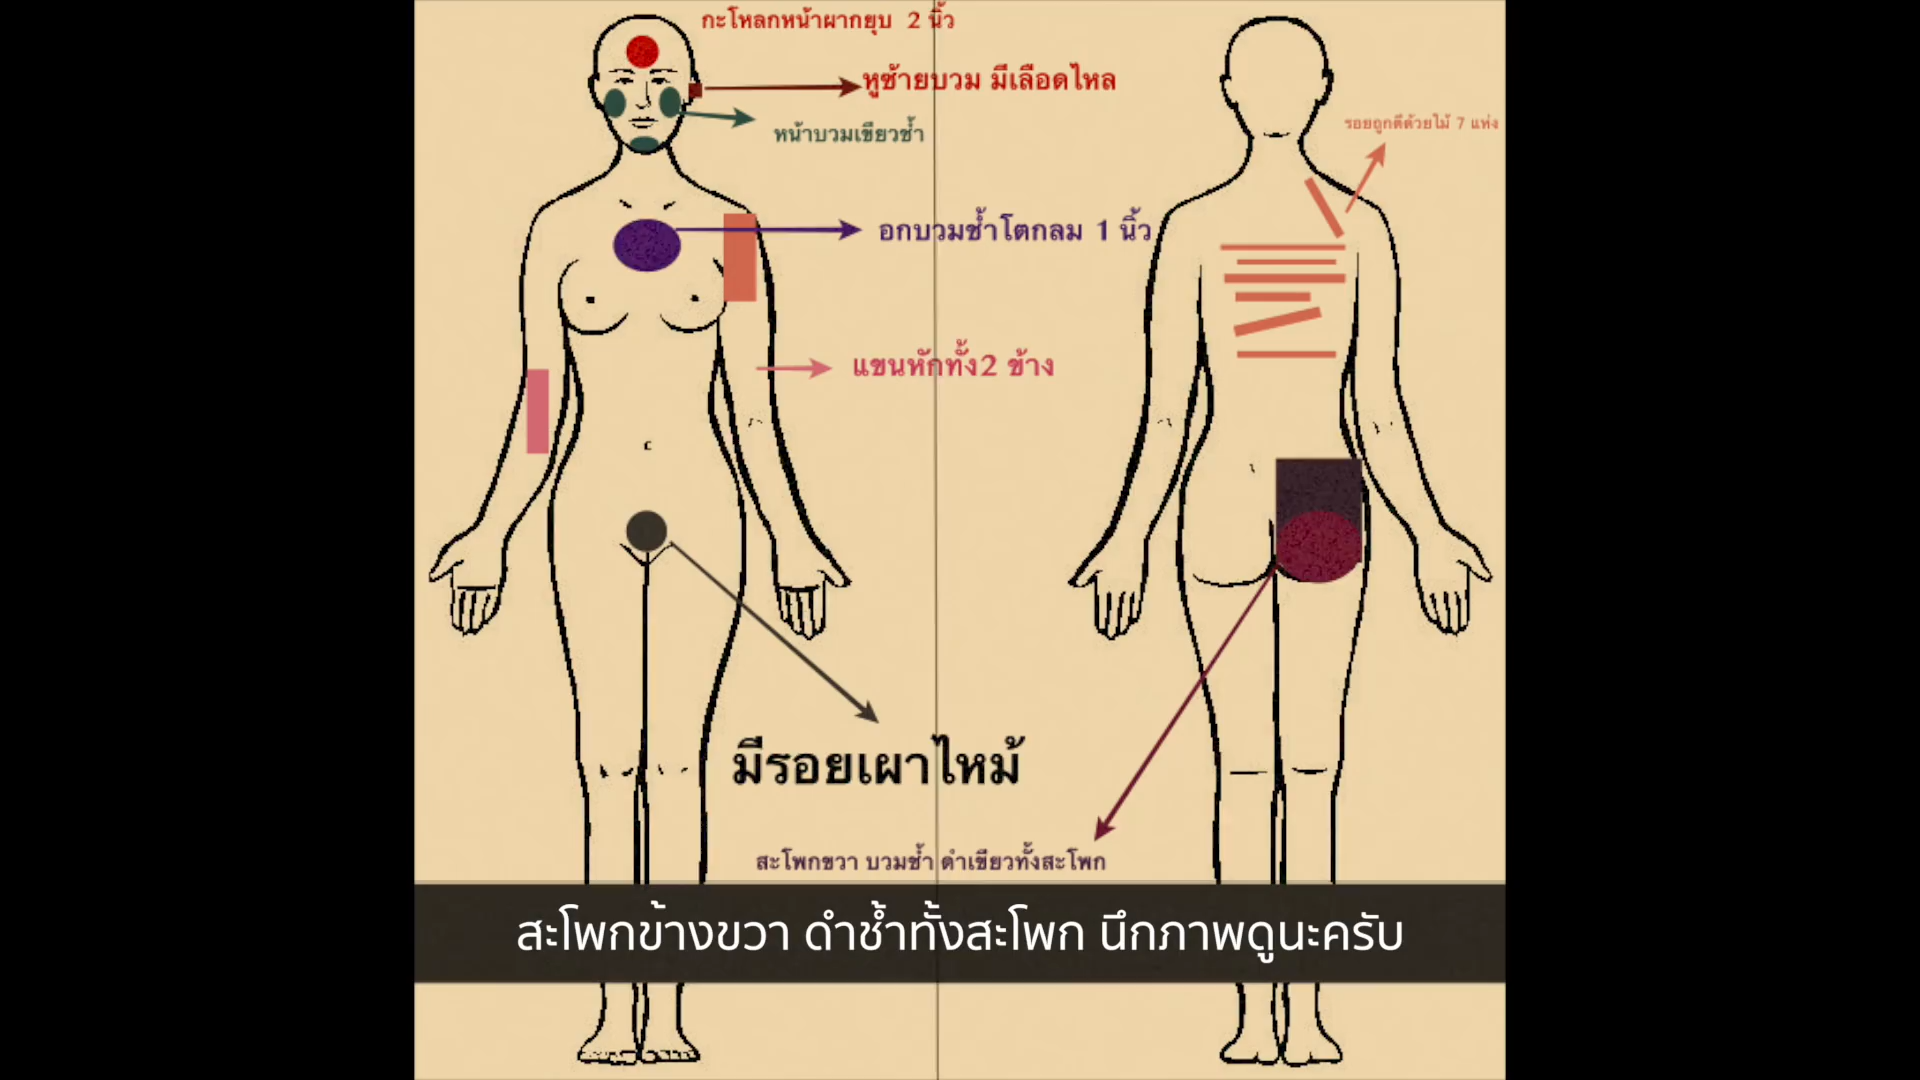 กะโหลกหน้าผากยุบ 2 นิ้ว
หูซ้ายบวม มีเลือดไหล
หน้าบวมเขียวช้ำ
รอยถูกตีด้วยไม้ 7 แห่ง
อกบวมช้ำโตกลม 1 นิ้ว
แขนหักทั้ง2 ข้าง
มีรอยเผาไหม้
สะโพกขวา บวมช้ำ ดำเขียวทั้งสะโพก
สะโพกข้างขวา ดำช้ำทั้งสะโพก นึกภาพดูนะครับ